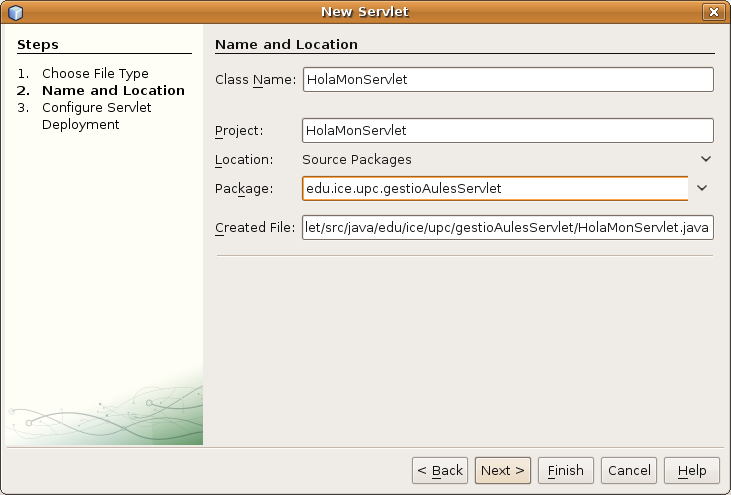 New Servlet
Steps
1. Choose File Type
2. Name and Location
3. Configure Servlet
Deployment
Name and Location
Class Name: HolaMonServlet
Project: HolaMonServlet
Location: Source Packages
Package: edu.ice.upc.gestioAulesServlet
Created File: let/src/java/edu/ice/upc/gestioAulesServlet/HolaMonServlet.java
< Back Next > Finish Cancel Help